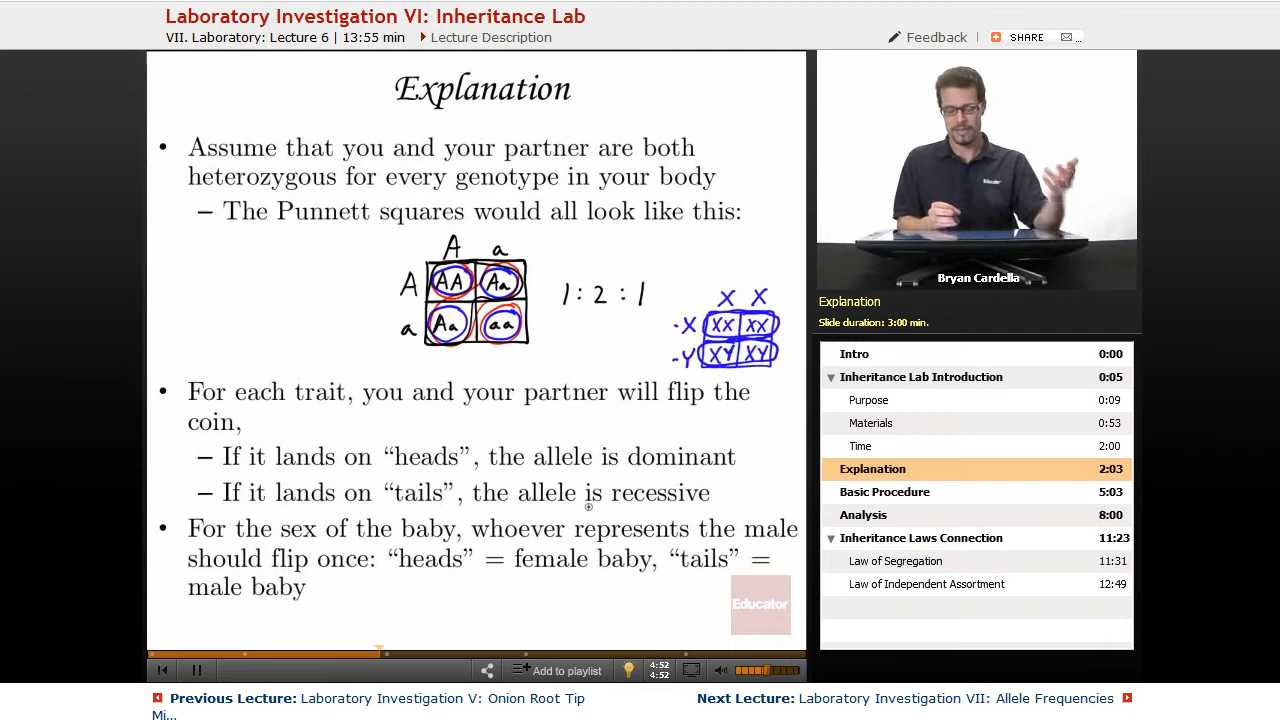 Laboratory Investigation VI: Inheritance Lab
VII. Laboratory: Lecture 6 | 13:55 min Lecture Description
Feedback
SHARE
Explanation
• Assume that you and your partner are both
heterozygous for every genotype in your body
– The Punnett squares would all look like this:
A a
A AA Aa
a Aa aa
1 : 2 : 1
X X
-X XX XX
-Y XY XY
• For each trait, you and your partner will flip the
coin,
– If it lands on “heads”, the allele is dominant
– If it lands on “tails”, the allele is recessive
• For the sex of the baby, whoever represents the male
should flip once: “heads” = female baby, “tails” =
male baby
Educator
Educator
Bryan Cardella
Explanation
Slide duration: 3:00 min.
Intro 0:00
Inheritance Lab Introduction 0:05
Purpose 0:09
Materials 0:53
Time 2:00
Explanation 2:03
Basic Procedure 5:03
Analysis 8:00
Inheritance Laws Connection 11:23
Law of Segregation 11:31
Law of Independent Assortment 12:49
Add to playlist
4:52
4:52
Previous Lecture: Laboratory Investigation V: Onion Root Tip
Mi...
Next Lecture: Laboratory Investigation VII: Allele Frequencies